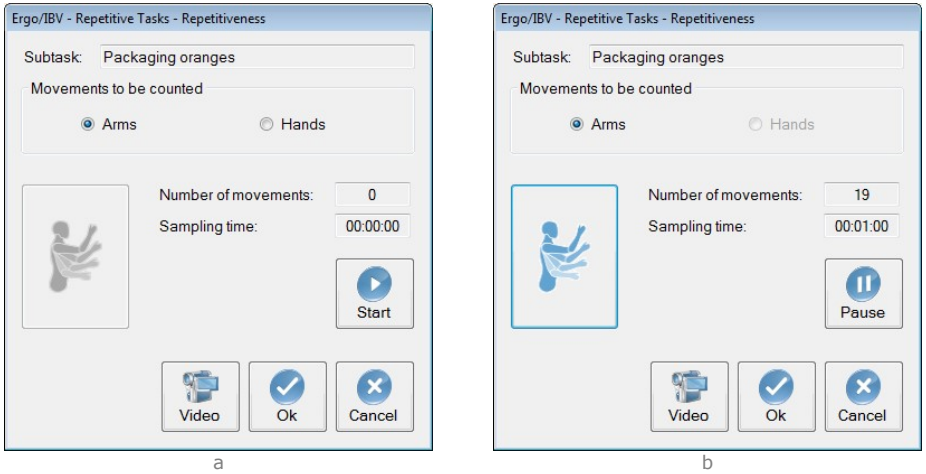 Ergo/IBV - Repetitive Tasks - Repetitiveness
Subtask: Packaging oranges
Movements to be counted
Arms Hands
Number of movements: 0
Sampling time: 00:00:00
Start
Video Ok Cancel
a
Ergo/IBV - Repetitive Tasks - Repetitiveness
Subtask: Packaging oranges
Movements to be counted
Arms Hands
Number of movements: 19
Sampling time: 00:01:00
Pause
Video Ok Cancel
b